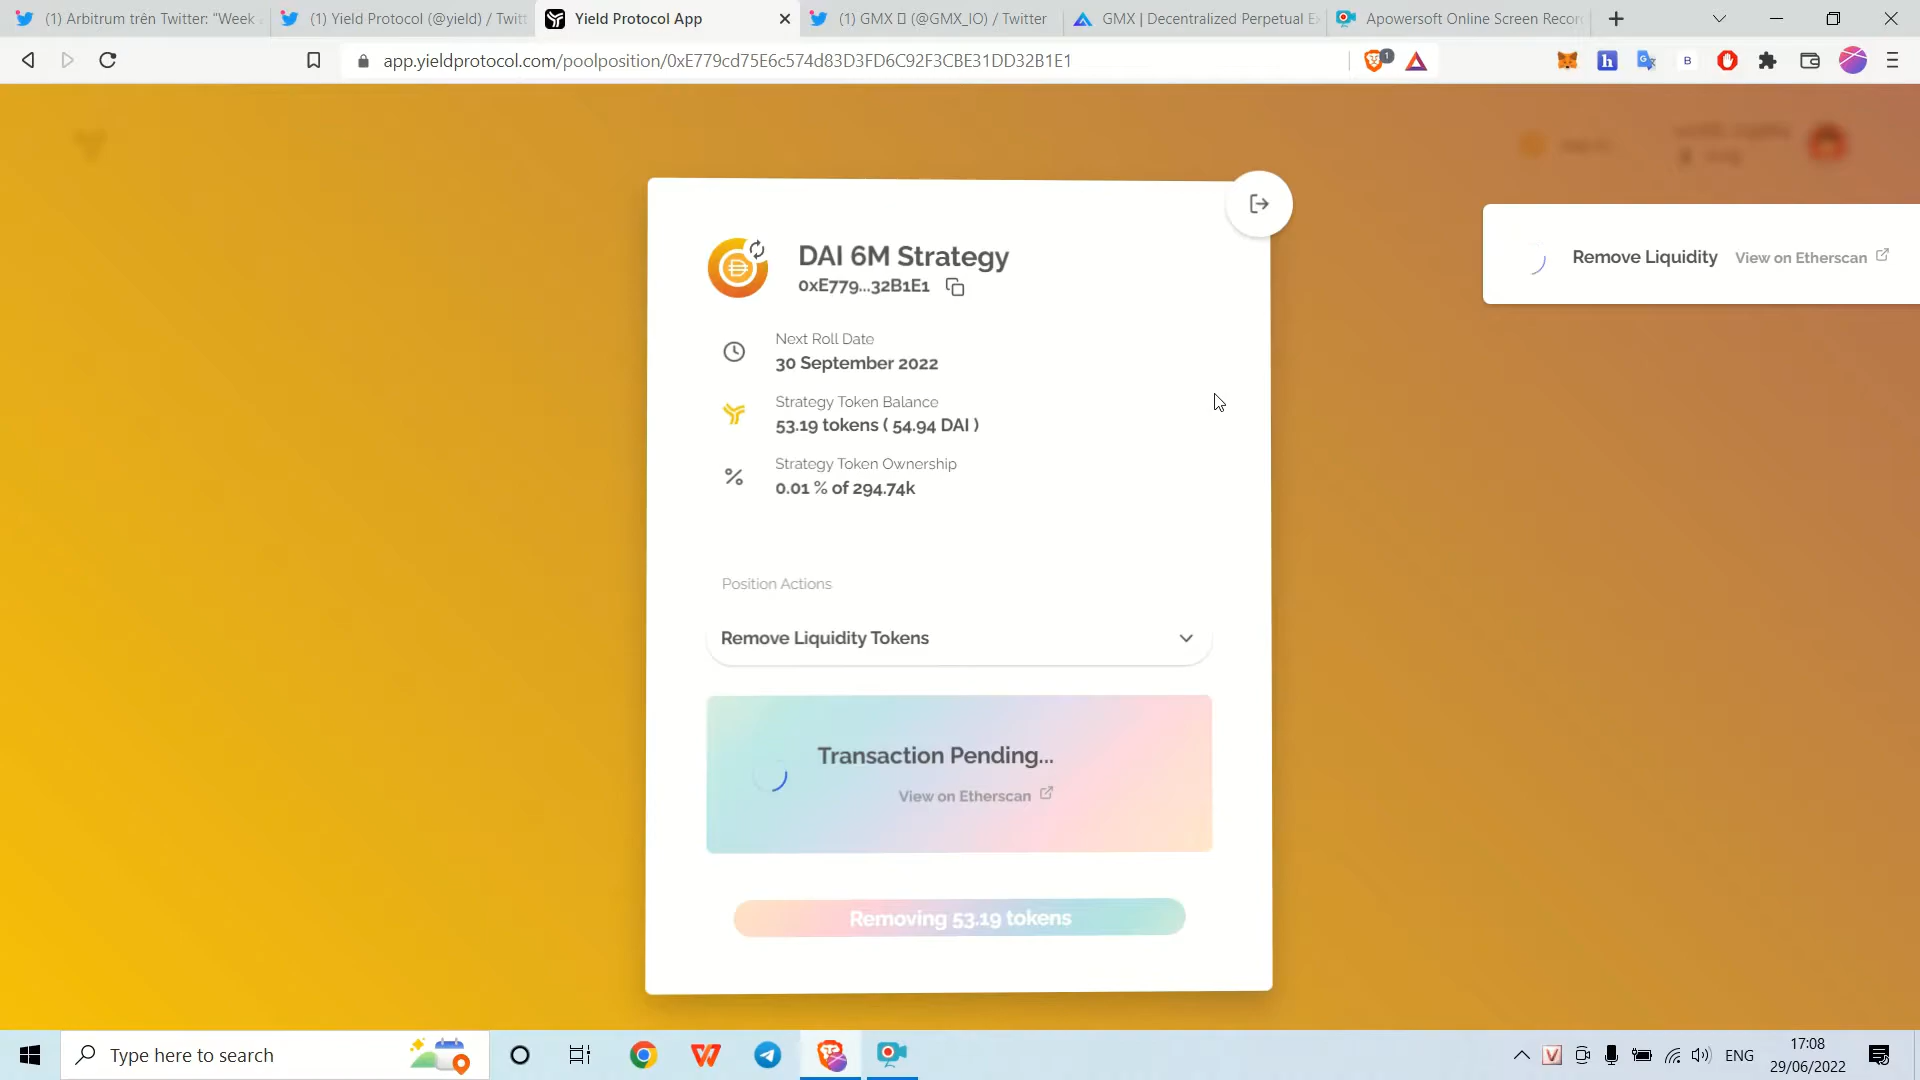 (1) Arbitrum trên Twitter: "Week
(1) Yield Protocol (@yield) / Twitt
Yield Protocol App
(1) GMX (@GMX_IO) / Twitter
GMX | Decentralized Perpetual E
Apowersoft Online Screen Recor
app.yieldprotocol.com/poolposition/0xE779cd75E6c574d83D3FD6C92F3CBE31DD32B1E1
1
DAI 6M Strategy
0xE779...32B1E1
Remove Liquidity View on Etherscan
Next Roll Date
30 September 2022
Strategy Token Balance
53.19 tokens ( 54.94 DAI )
Strategy Token Ownership
0.01 % of 294.74k
Position Actions
Remove Liquidity Tokens
Transaction Pending...
View on Etherscan
Removing 53.19 tokens
Type here to search
ENG
17:08
29/06/2022